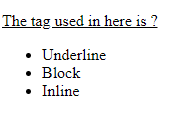 The tag used in here is ?
Underline
Block
Inline